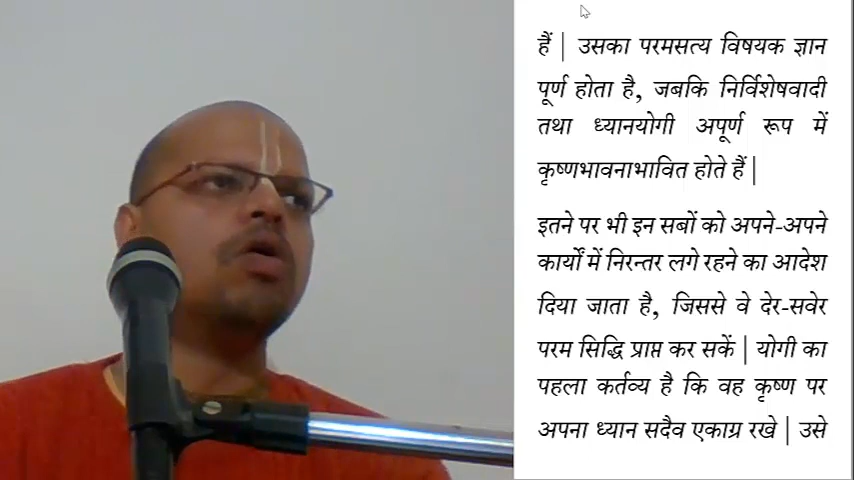 हैं | उसका परमसत्य विषयक ज्ञान
पूर्ण होता है, जबकि निर्विशेषवादी
तथा ध्यानयोगी अपूर्ण रूप में
कृष्णभावनाभावित होते हैं |
इतने पर भी इन सबों को अपने-अपने
कार्यों में निरन्तर लगे रहने का आदेश
दिया जाता है, जिससे वे देर-सवेर
परम सिद्धि प्राप्त कर सकें | योगी का
पहला कर्तव्य है कि वह कृष्ण पर
अपना ध्यान सदैव एकाग्र रखे | उसे